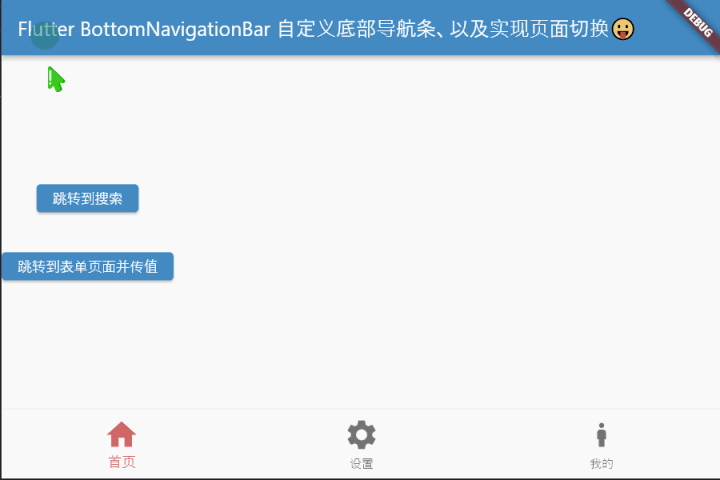 Flutter BottomNavigationBar 自定义底部导航条、以及实现页面切换😛
DEBUG
跳转到搜索
跳转到表单页面并传值
首页
设置
我的